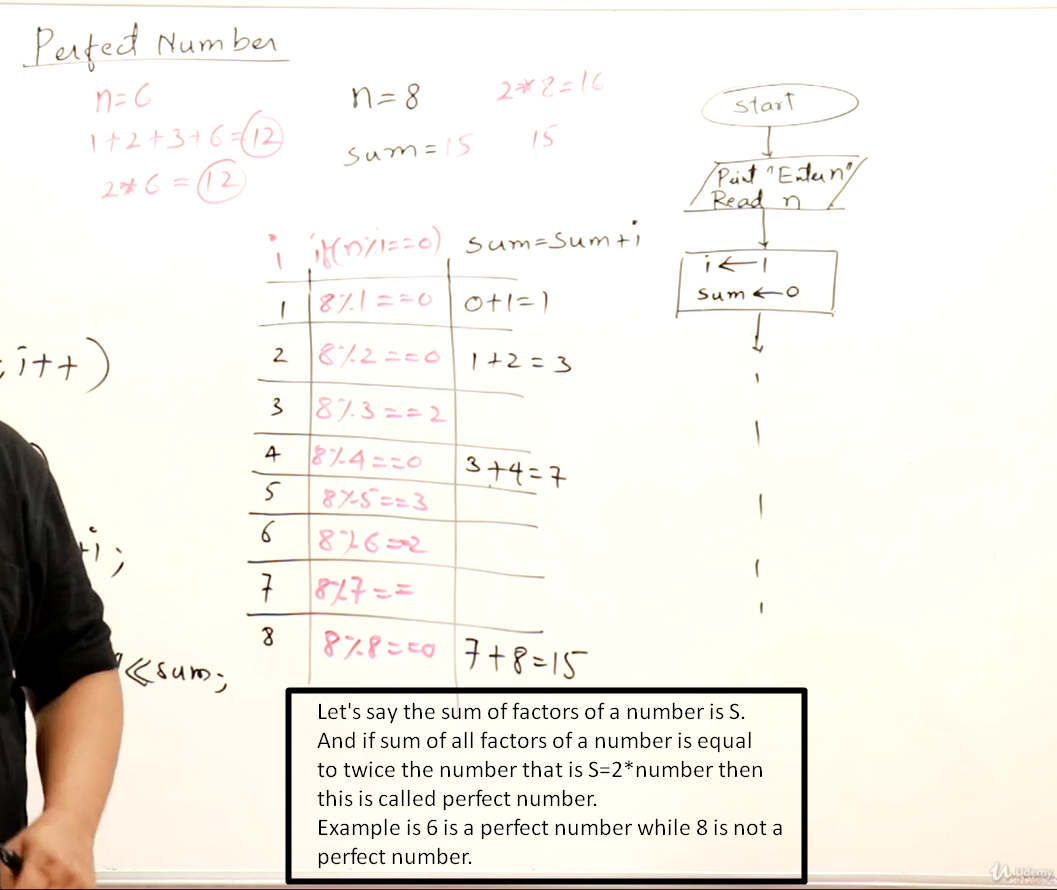 Perfect Number
n=6
1+2+3+6=12
2*6=12
n=8
sum=15
2*8=16
15
i if(n%i==0) sum=sum+i
1 8%1==0 0+1=1
2 8%2==0 1+2=3
3 8%3==2
4 8%4==0 3+4=7
5 8%5==3
6 8%6=2
7 8%7==
8 8%8==0 7+8=15
start
Print "Enter n"
Read n
i←1
sum←0
; i++)
+i;
<<sum;
Let's say the sum of factors of a number is S.
And if sum of all factors of a number is equal
to twice the number that is S=2*number then
this is called perfect number.
Example is 6 is a perfect number while 8 is not a
perfect number.
Udemy